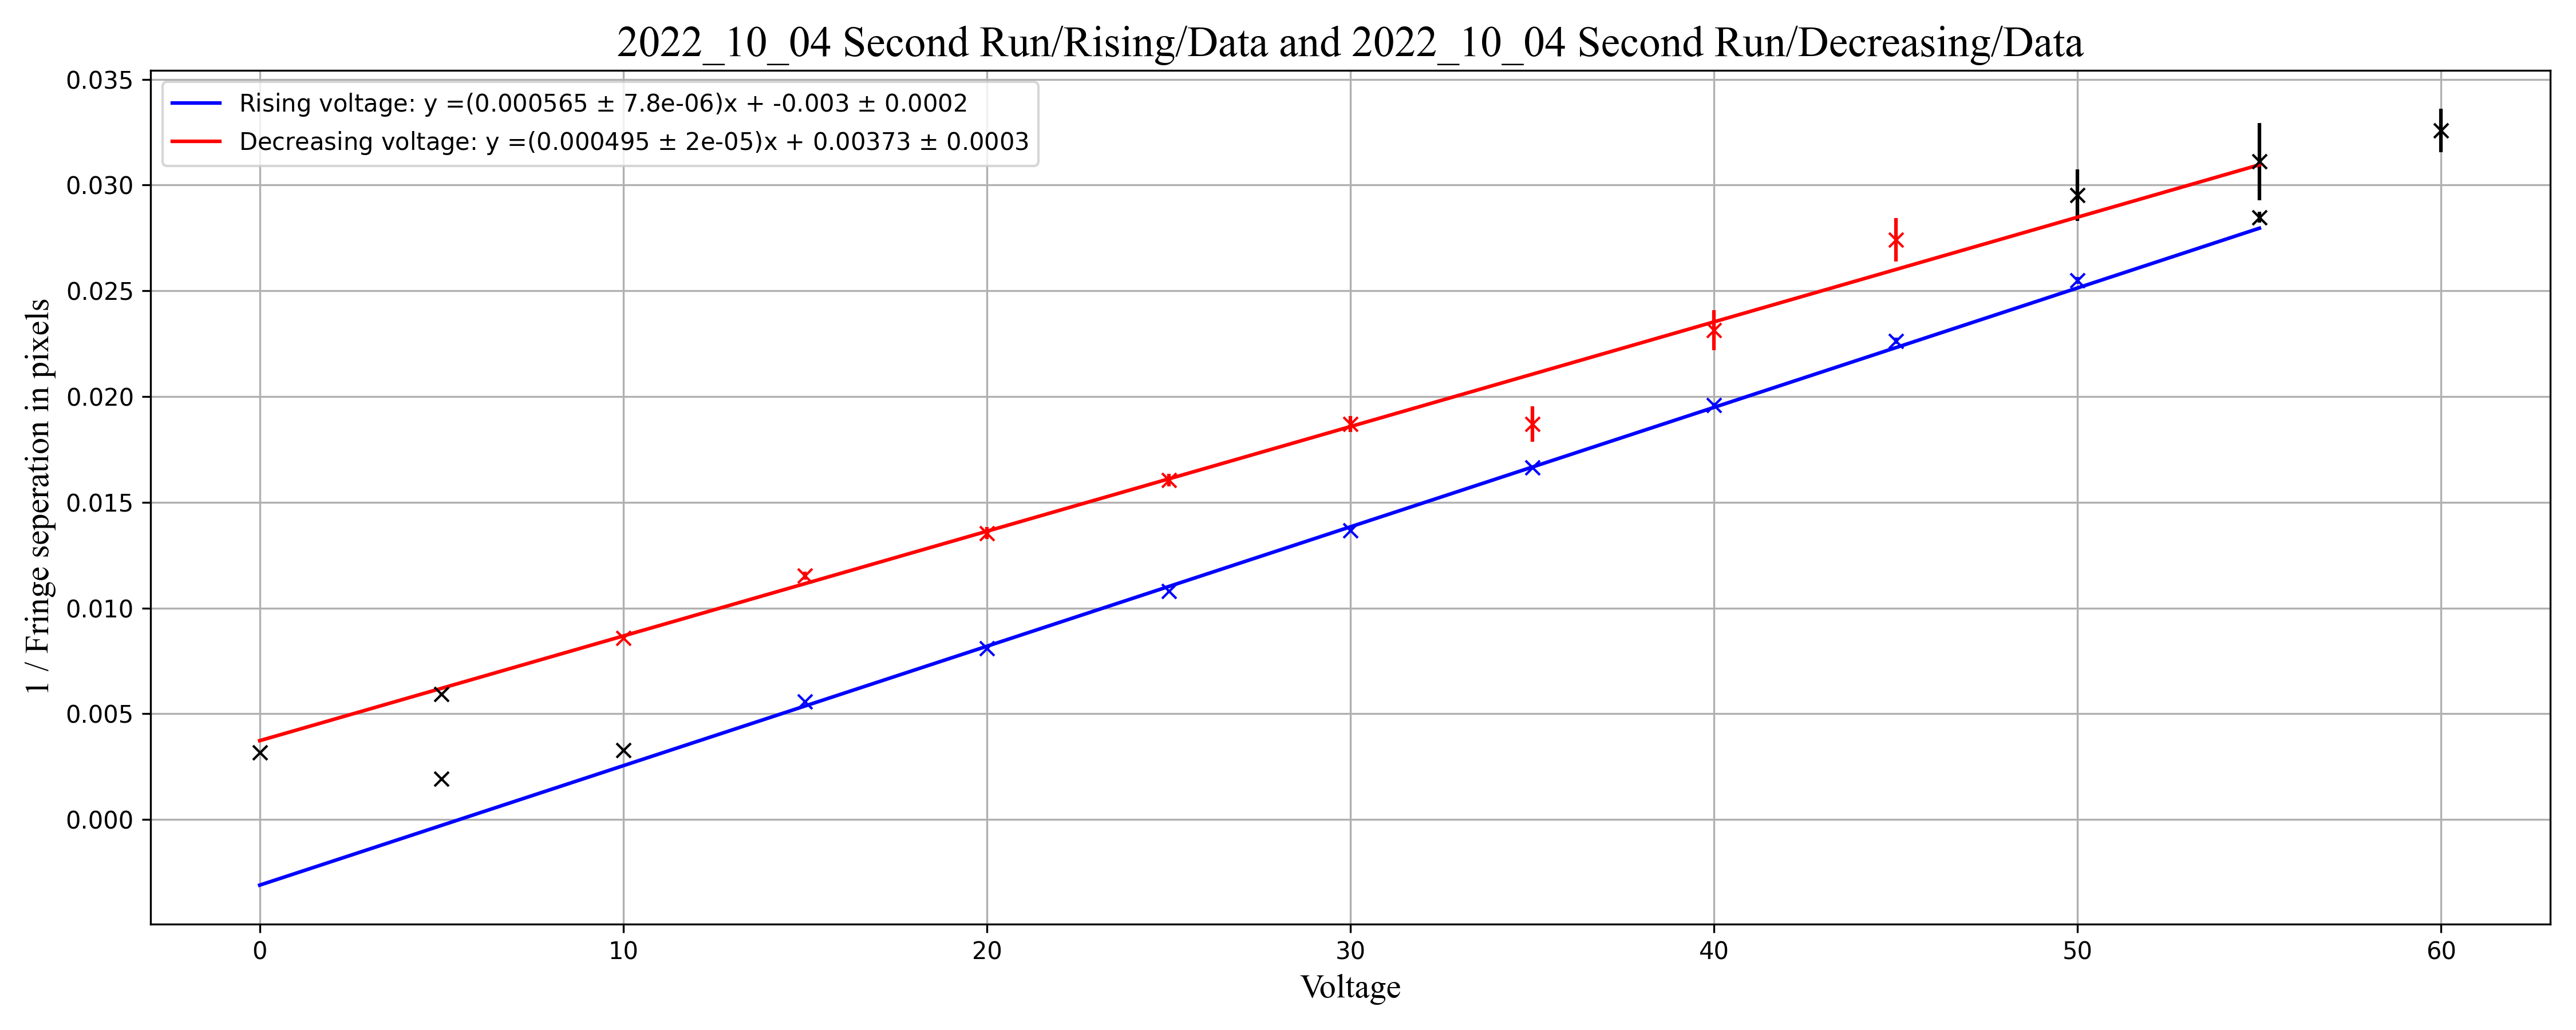 2022_10_04 Second Run/Rising/Data and 2022_10_04 Second Run/Decreasing/Data
Rising voltage: y =(0.000565 ± 7.8e-06)x + -0.003 ± 0.0002
Decreasing voltage: y =(0.000495 ± 2e-05)x + 0.00373 ± 0.0003
1 / Fringe seperation in pixels
0.035
0.030
0.025
0.020
0.015
0.010
0.005
0.000
0 10 20 30 40 50 60
Voltage